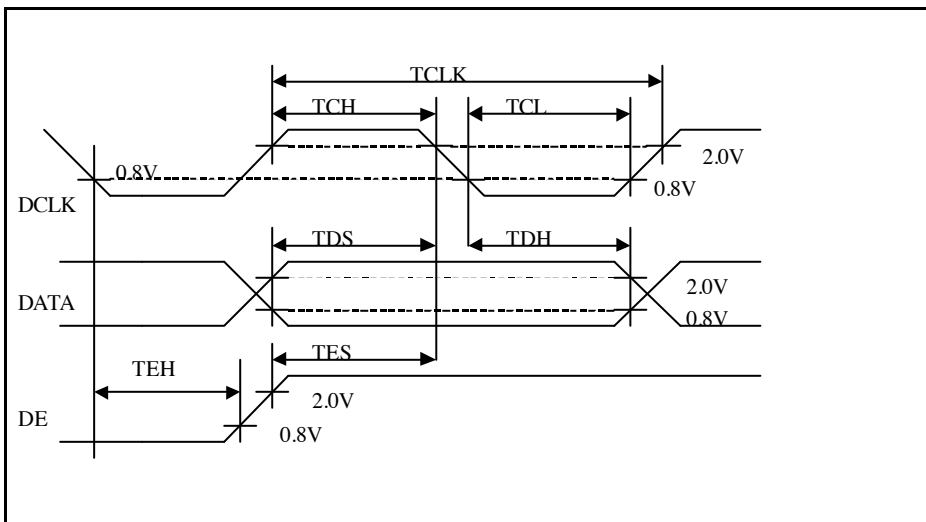 TCLK
TCH
TCL
0.8V
2.0V
0.8V
DCLK
TDS
TDH
DATA
2.0V
0.8V
TEH
TES
2.0V
DE
0.8V